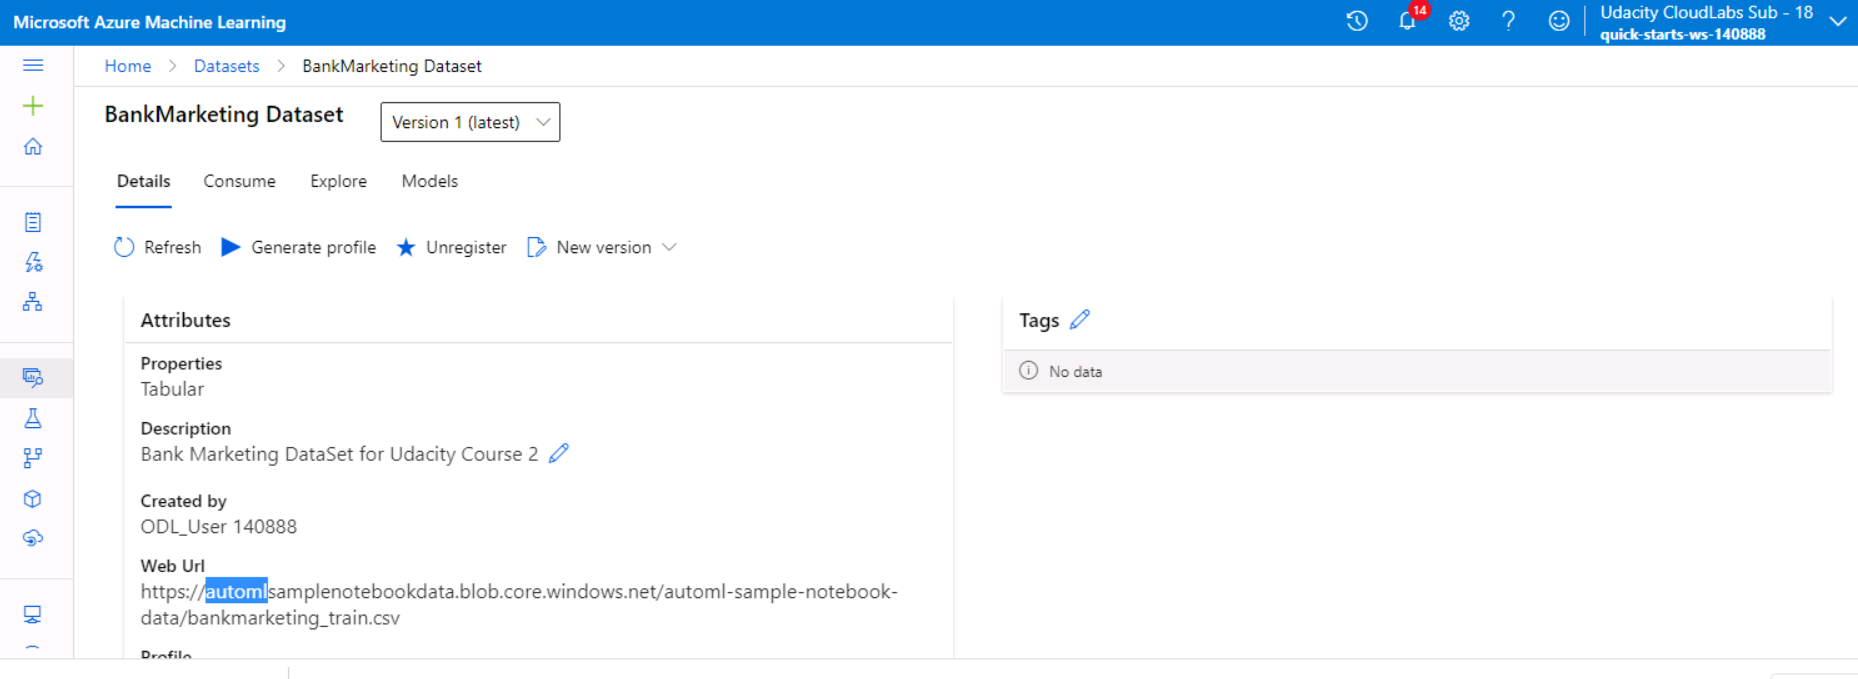 Microsoft Azure Machine Learning
14
Udacity CloudLabs Sub - 18
quick-starts-ws-140888
Home > Datasets > BankMarketing Dataset
BankMarketing Dataset
Version 1 (latest)
Details Consume Explore Models
Refresh Generate profile Unregister New version
Attributes
Properties
Tabular
Description
Bank Marketing DataSet for Udacity Course 2
Created by
ODL_User 140888
Web Url
https://automlsamplenotebookdata.blob.core.windows.net/automl-sample-notebook-
data/bankmarketing_train.csv
Profile
Tags
No data